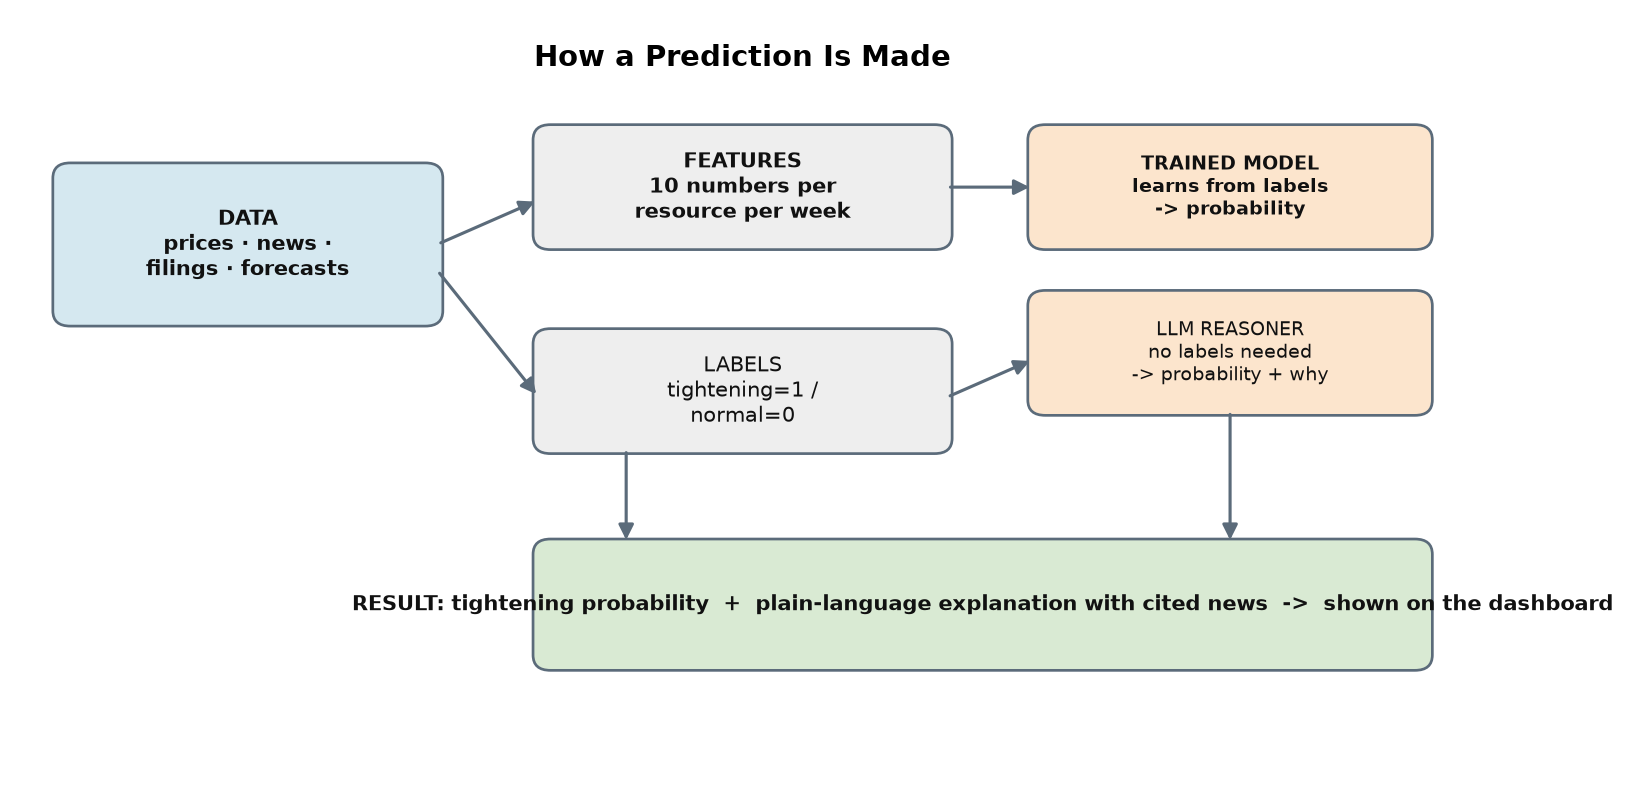 How a Prediction Is Made
DATA
prices · news ·
filings · forecasts
FEATURES
10 numbers per
resource per week
TRAINED MODEL
learns from labels
-> probability
LABELS
tightening=1 /
normal=0
LLM REASONER
no labels needed
-> probability + why
RESULT: tightening probability + plain-language explanation with cited news -> shown on the dashboard